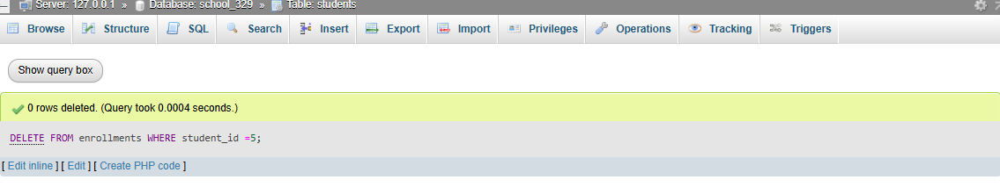 Server: 127.0.0.1 » Database: school_329 » Table: students
Browse Structure SQL Search Insert Export Import Privileges Operations Tracking Triggers
Show query box
0 rows deleted. (Query took 0.0004 seconds.)
DELETE FROM enrollments WHERE student_id =5;
[ Edit inline ] [ Edit ] [ Create PHP code ]